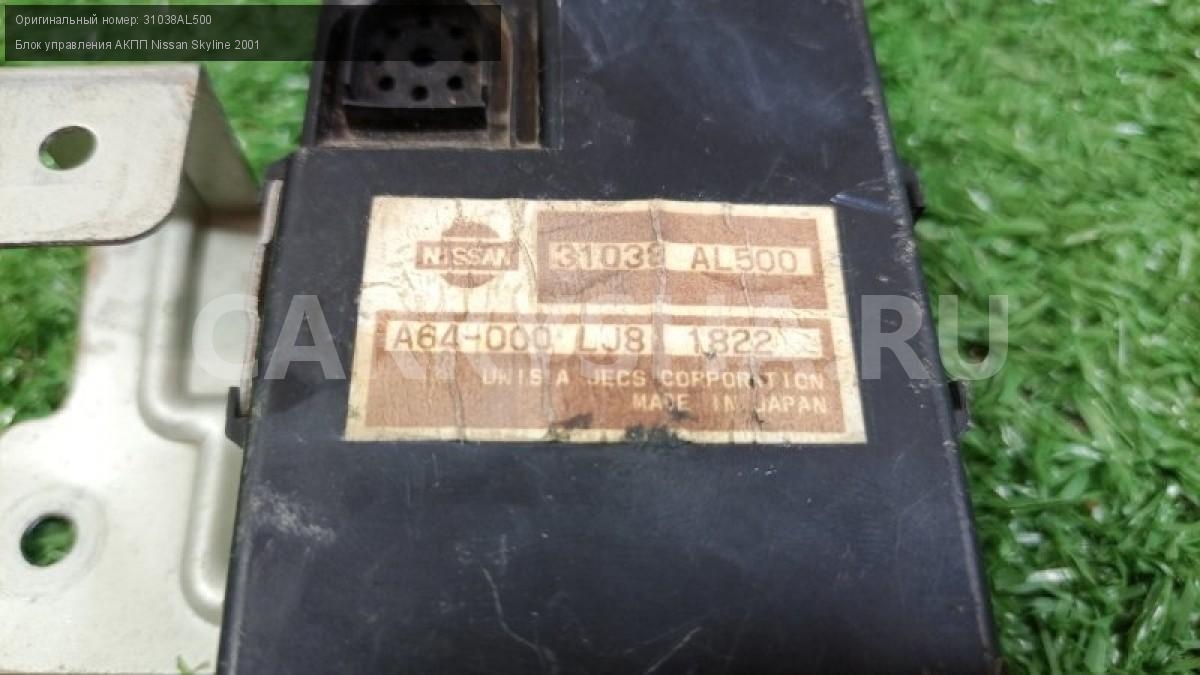 Оригинальный номер: 31038AL500
Блок управления АКПП Nissan Skyline 2001
NISSAN
31038 AL500
A64-000 LJ8 1822
UNISIA JECS CORPORATION
MADE IN JAPAN